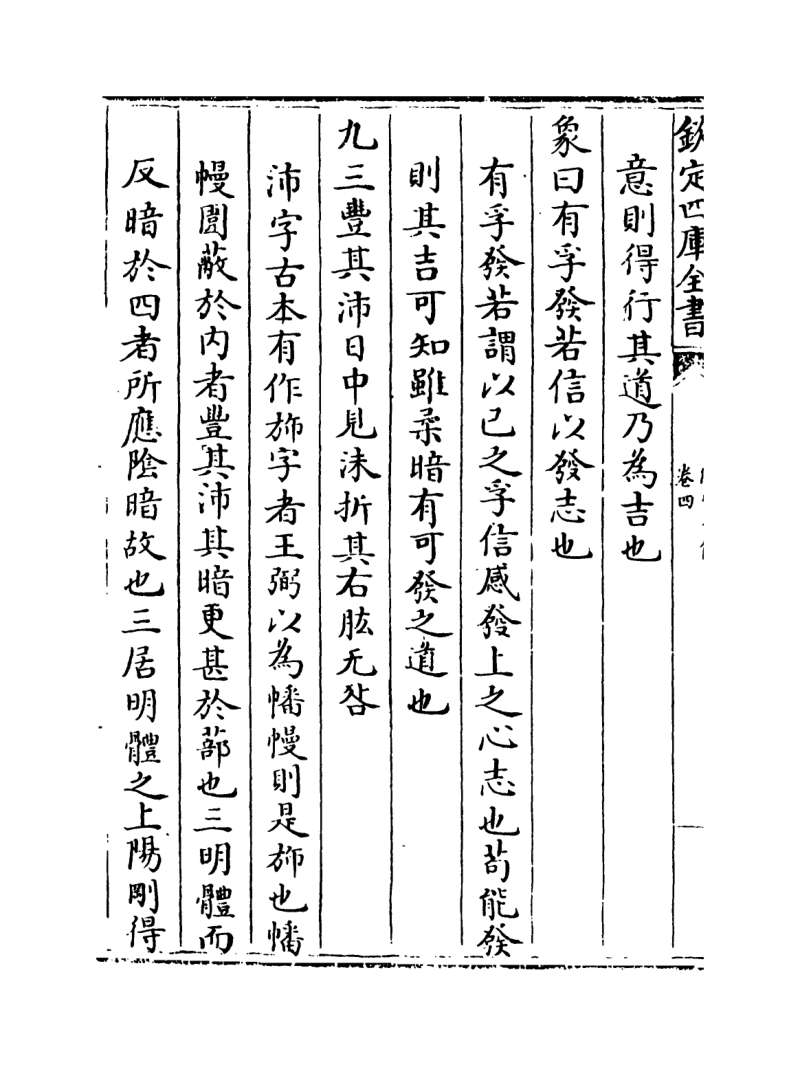 欽定四庫全書
卷四
意則得行其道乃為吉也
象曰有孚發若信以發志也
有孚發若謂以已之孚信感發上之心志也茍能發
則其吉可知雖柔暗有可發之道也
九三豐其沛日中見沬折其右肱无咎
沛字古本有作斾字者王弼以為幡幔則是斾也幡
幔圍蔽於内者豐其沛其暗更甚於蔀也三明體而
反暗於四者所應陰暗故也三居明體之上陽剛得